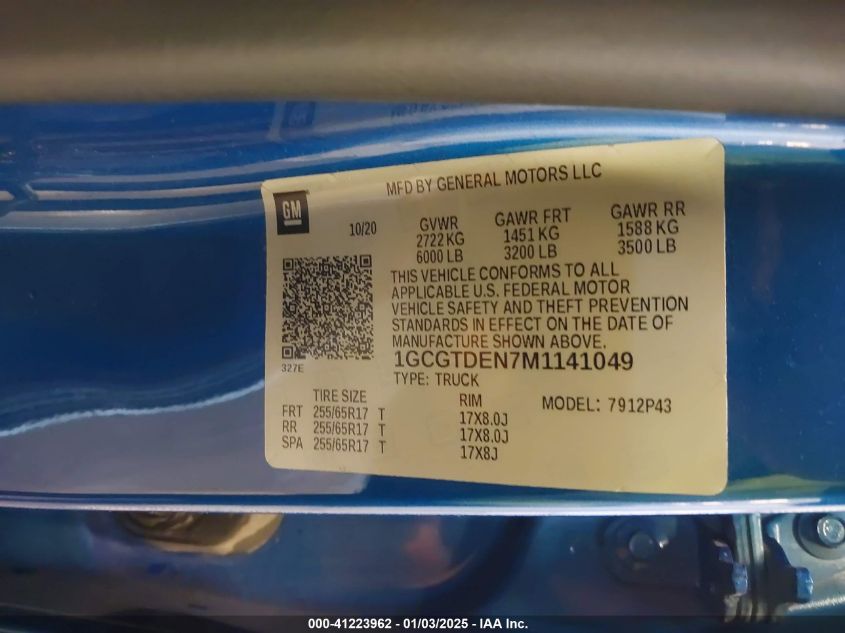 MFD BY GENERAL MOTORS LLC
GM
10/20
GVWR
2722 KG
6000 LB
GAWR FRT
1451 KG
3200 LB
GAWR RR
1588 KG
3500 LB
THIS VEHICLE CONFORMS TO ALL
APPLICABLE U.S. FEDERAL MOTOR
VEHICLE SAFETY AND THEFT PREVENTION
STANDARDS IN EFFECT ON THE DATE OF
MANUFACTURE SHOWN ABOVE.
327E
1GCGTDEN7M1141049
TYPE: TRUCK
TIRE SIZE
FRT 255/65R17 T
RR 255/65R17 T
SPA 255/65R17 T
RIM
17X8.0J
17X8.0J
17X8J
MODEL: 7912P43
000-41223962 - 01/03/2025 - IAA Inc.